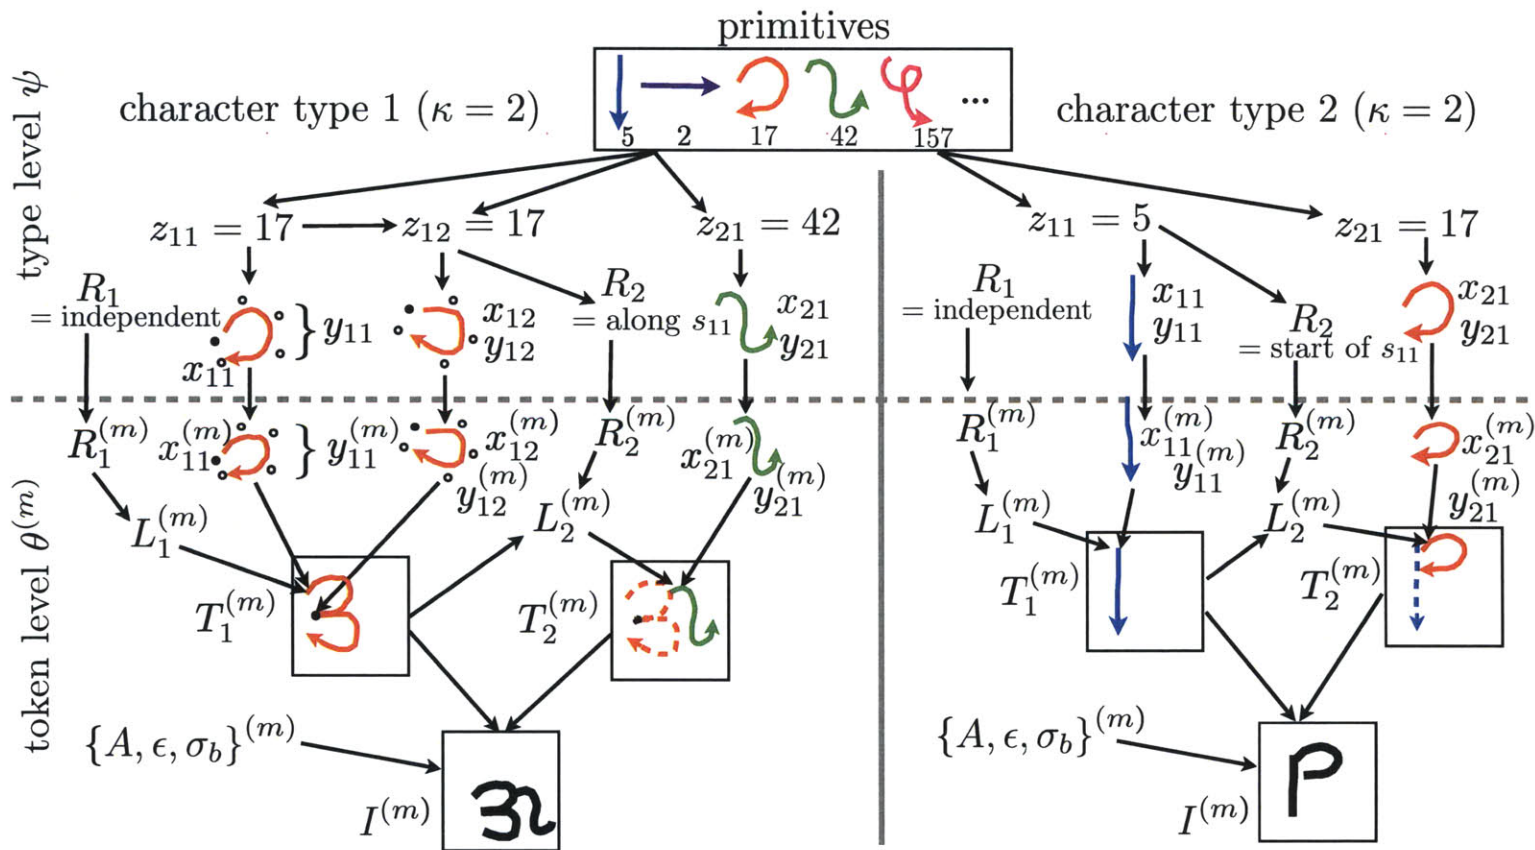 primitives
5 2 17 42 157 ...
character type 1 (κ = 2)
character type 2 (κ = 2)
type level ψ
z₁₁ = 17
z₁₂ = 17
z₂₁ = 42
z₁₁ = 5
z₂₁ = 17
R₁
= independent
x₁₁
} y₁₁
x₁₂
y₁₂
R₂
= along s₁₁
x₂₁
y₂₁
R₁
= independent
x₁₁
y₁₁
R₂
= start of s₁₁
x₂₁
y₂₁
token level θ⁽ᵐ⁾
R₁⁽ᵐ⁾
x₁₁⁽ᵐ⁾
} y₁₁⁽ᵐ⁾
x₁₂⁽ᵐ⁾
y₁₂⁽ᵐ⁾
R₂⁽ᵐ⁾
x₂₁⁽ᵐ⁾
y₂₁⁽ᵐ⁾
L₁⁽ᵐ⁾
L₂⁽ᵐ⁾
T₁⁽ᵐ⁾
T₂⁽ᵐ⁾
{A, ϵ, σ_b}⁽ᵐ⁾
I⁽ᵐ⁾
R₁⁽ᵐ⁾
x₁₁⁽ᵐ⁾
y₁₁⁽ᵐ⁾
R₂⁽ᵐ⁾
x₂₁⁽ᵐ⁾
y₂₁⁽ᵐ⁾
L₁⁽ᵐ⁾
L₂⁽ᵐ⁾
T₁⁽ᵐ⁾
T₂⁽ᵐ⁾
{A, ϵ, σ_b}⁽ᵐ⁾
I⁽ᵐ⁾